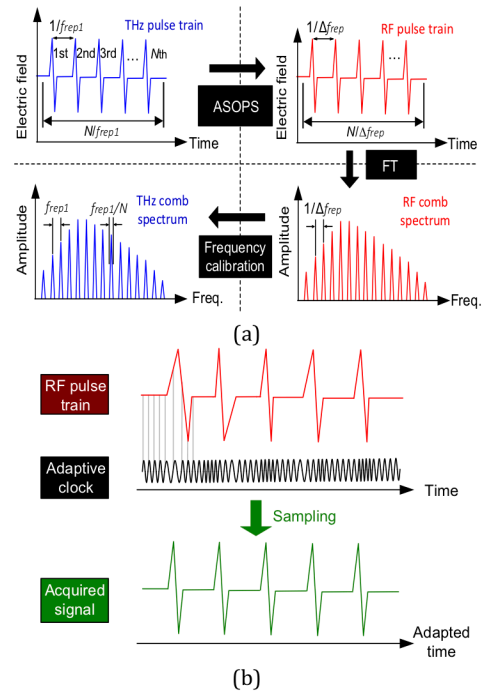 1/frep1
THz pulse train
1st 2nd 3rd ... Nth
Electric field
N/frep1
Time
ASOPS
1/Δfrep
RF pulse train
...
Electric field
N/Δfrep
Time
FT
frep1
frep1/N
THz comb
spectrum
Amplitude
Freq.
Frequency
calibration
1/Δfrep
RF comb
spectrum
Amplitude
Freq.
(a)
RF pulse
train
Adaptive
clock
Time
Sampling
Acquired
signal
Adapted
time
(b)